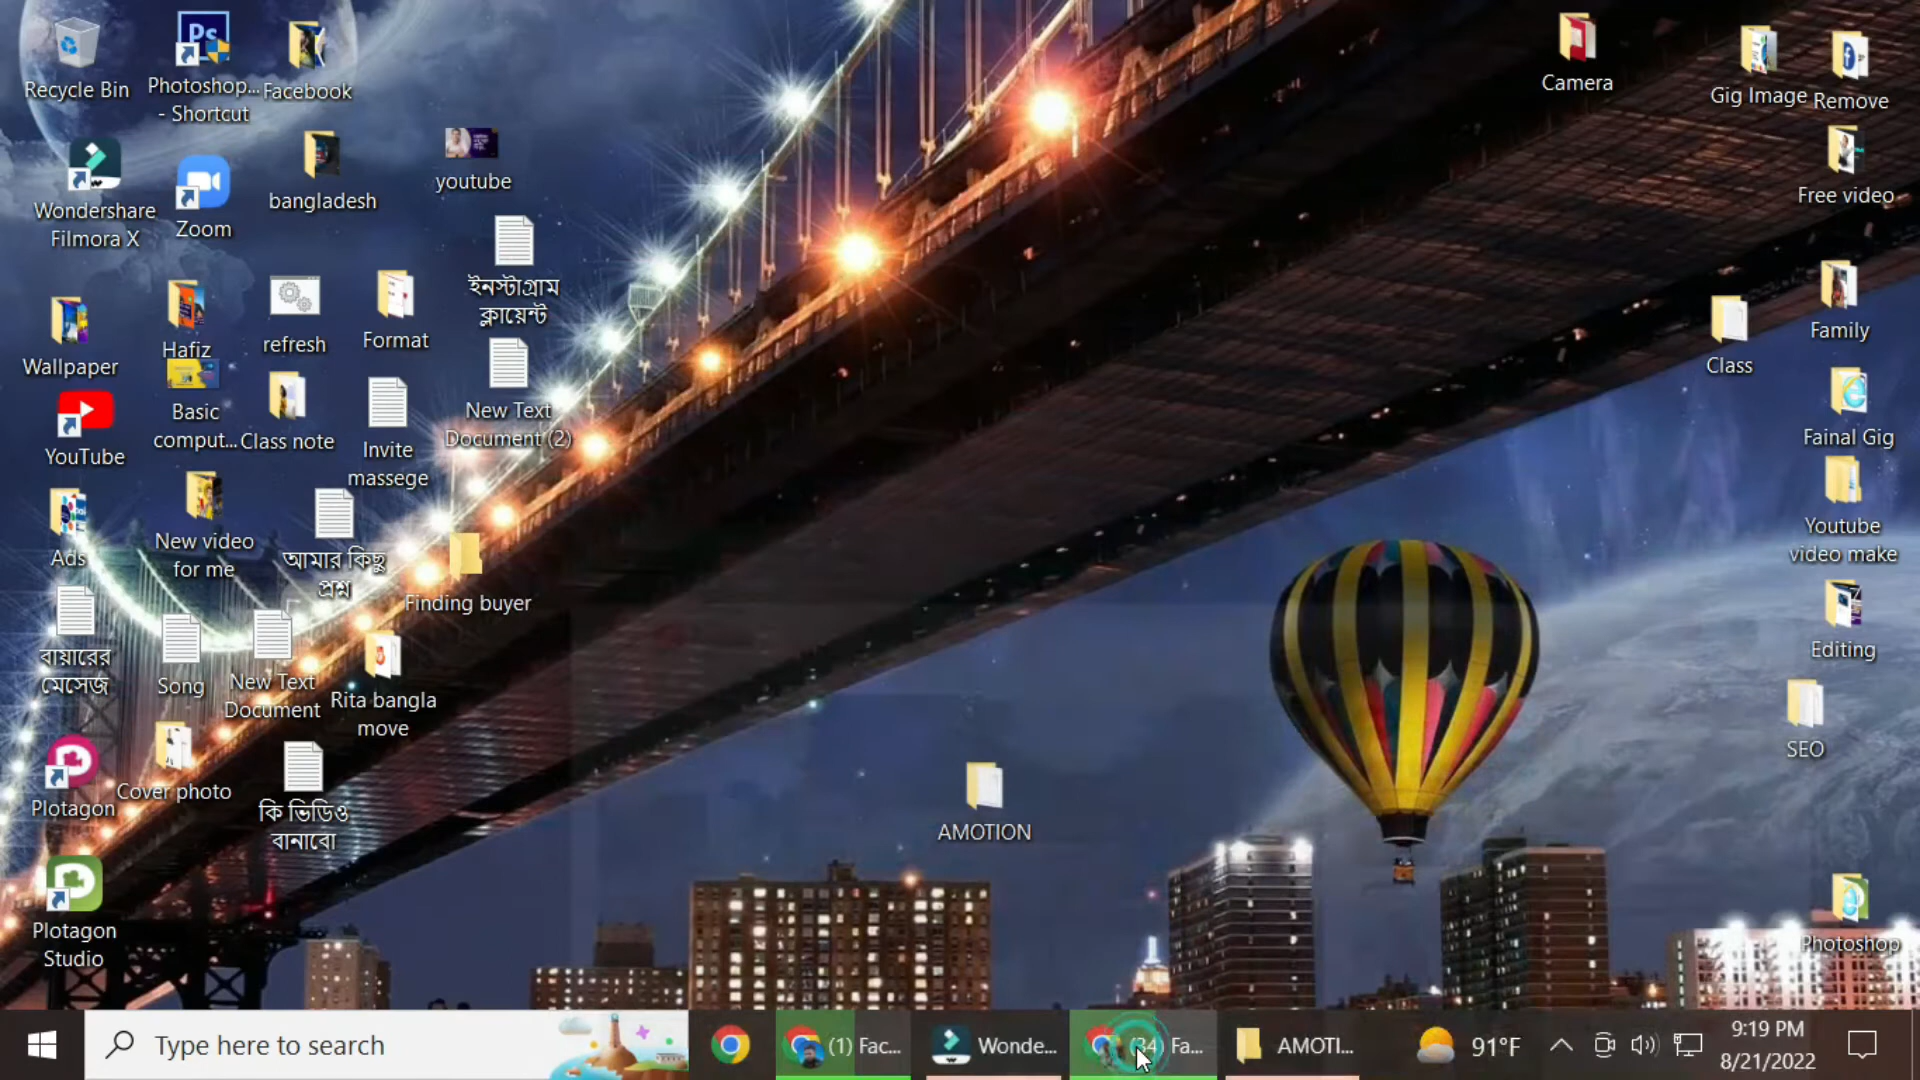 Recycle Bin
Photoshop...
- Shortcut
Facebook
Camera
Gig Image
Remove
Wondershare
Filmora X
Zoom
bangladesh
youtube
Free video
ইনস্টাগ্রাম
ক্লায়েন্ট
Wallpaper
Hafiz
refresh
Format
Class
Family
YouTube
Basic
comput...
Class note
Invite
massege
New Text
Document (2)
Fainal Gig
Ads
New video
for me
আমার কিছু
প্রশ্ন
Finding buyer
Youtube
video make
বায়ারের
মেসেজ
Song
New Text
Document
Rita bangla
move
Editing
SEO
Plotagon
Cover photo
কি ভিডিও
বানাবো
AMOTION
Plotagon
Studio
Photoshop
Type here to search
(1) Fac...
Wonde...
(34) Fa...
AMOTI...
91°F
9:19 PM
8/21/2022